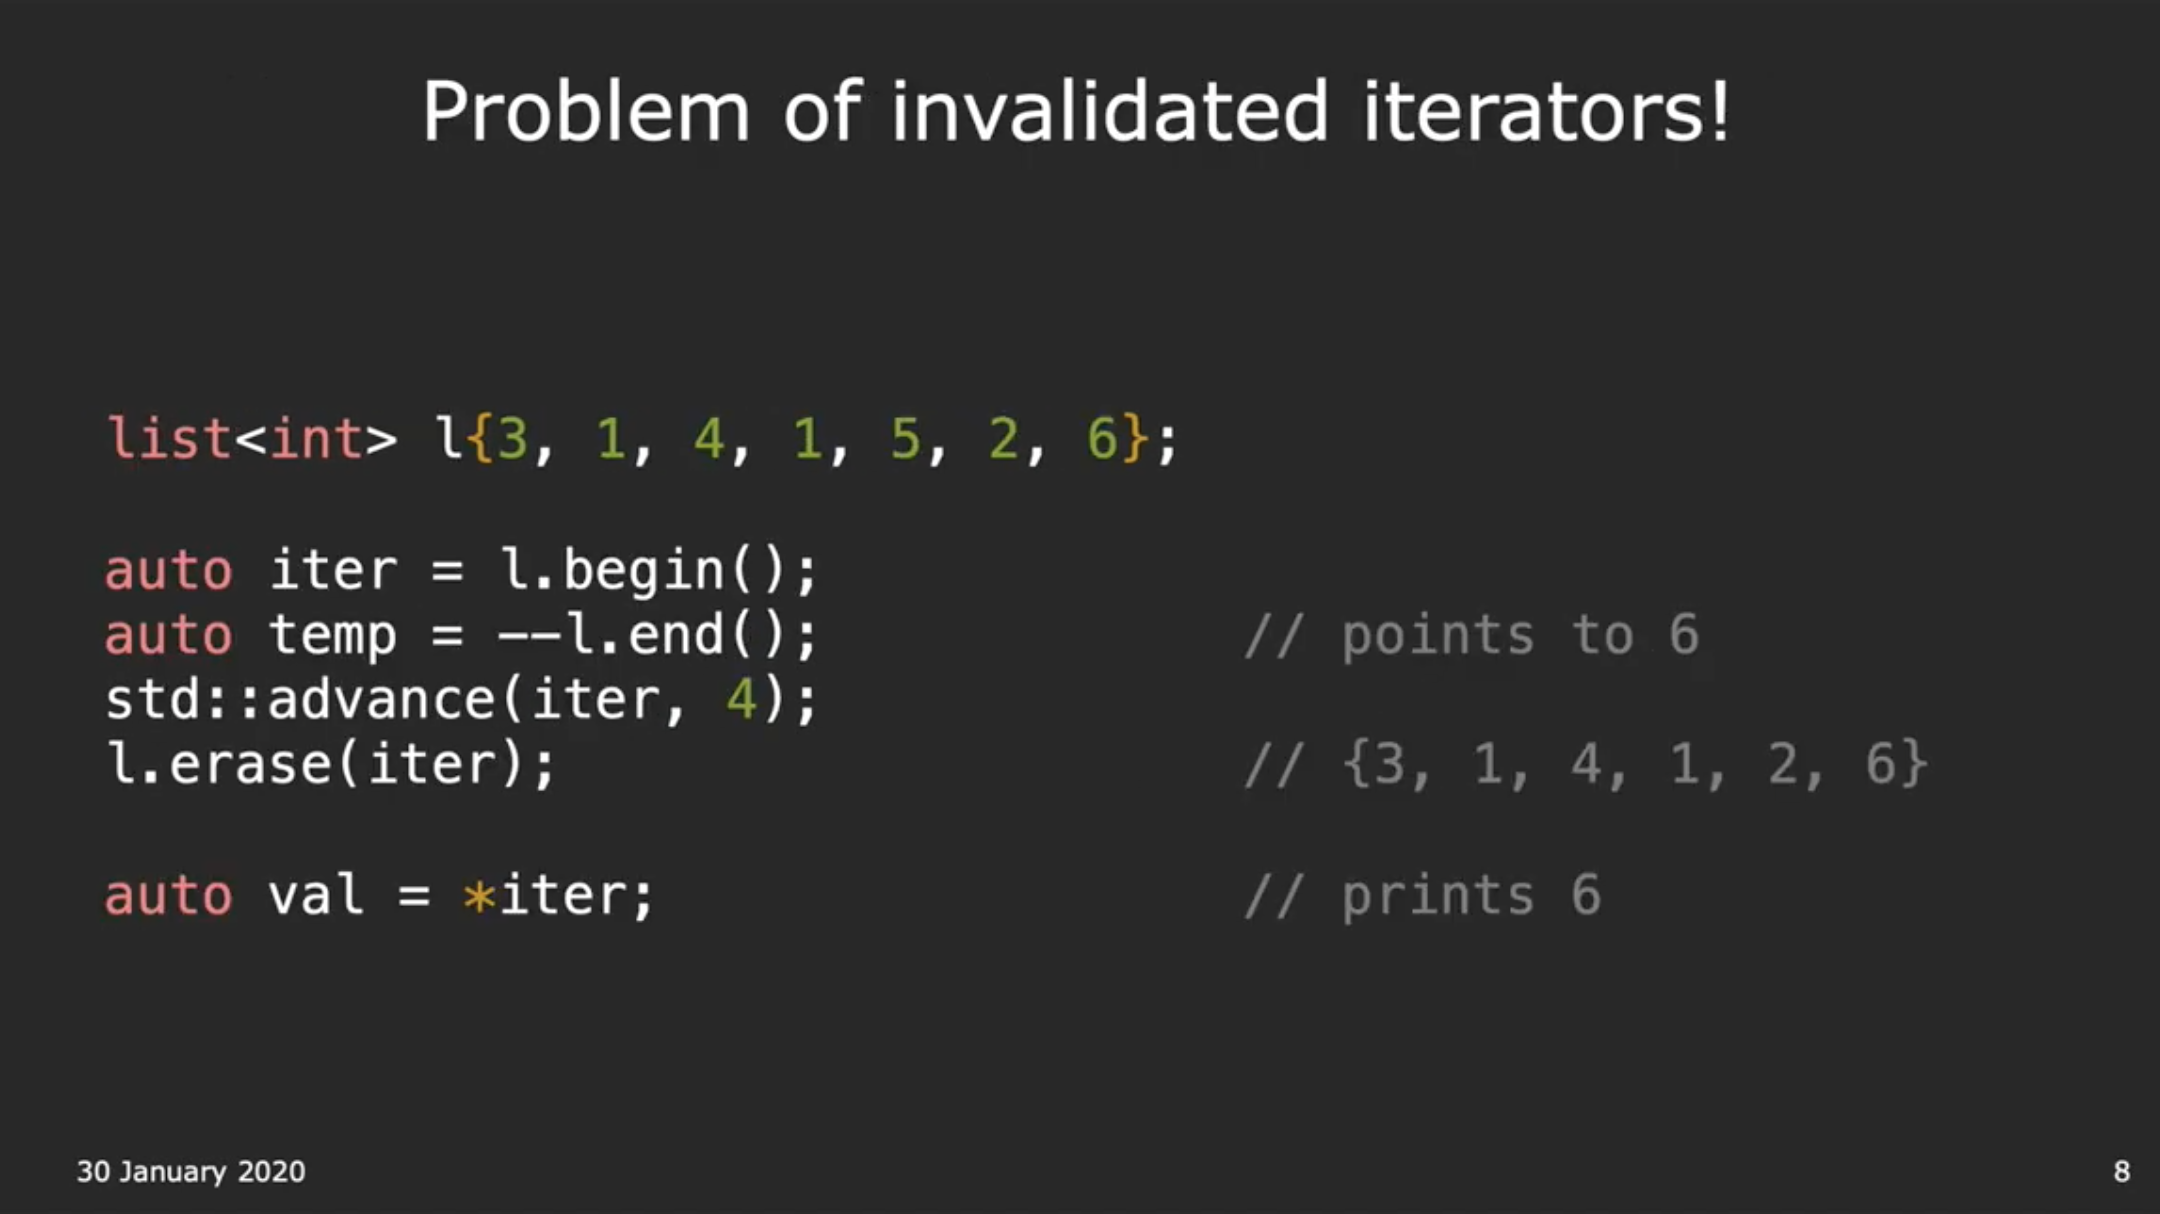 Problem of invalidated iterators!
list<int> l{3, 1, 4, 1, 5, 2, 6};
auto iter = l.begin();
auto temp = --l.end(); // points to 6
std::advance(iter, 4);
l.erase(iter); // {3, 1, 4, 1, 2, 6}
auto val = *iter; // prints 6
30 January 2020
8